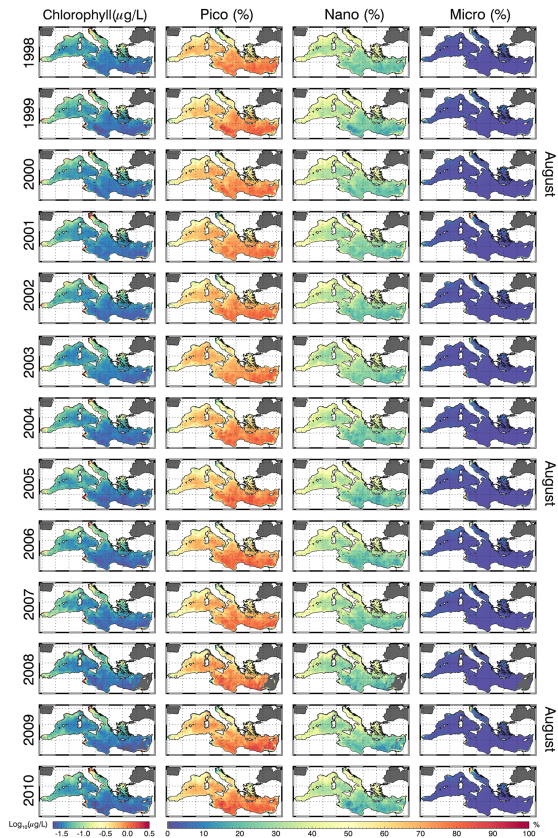 Chlorophyll(µg/L) Pico (%) Nano (%) Micro (%)
1998
1999
2000 August
2001
2002
2003
2004
2005 August
2006
2007
2008
2009 August
2010
Log10(µg/L) -1.5 -1.0 -0.5 0.0 0.5 0 10 20 30 40 50 60 70 80 90 100 %